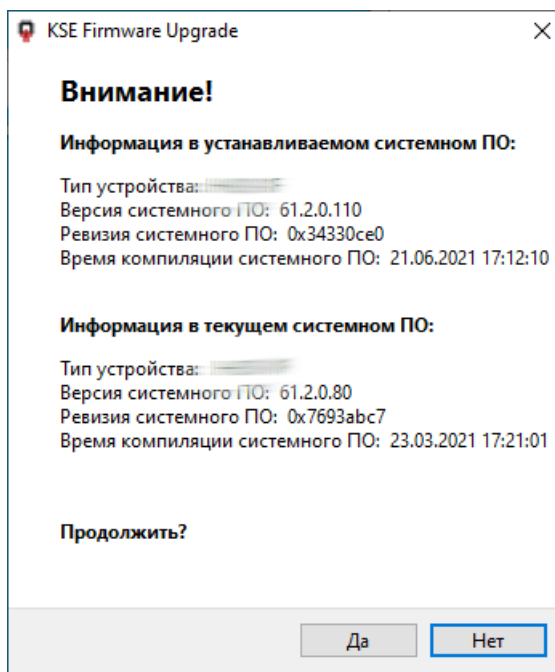 KSE Firmware Upgrade
Внимание!
Информация в устанавливаемом системном ПО:
Тип устройства:
Версия системного ПО: 61.2.0.110
Ревизия системного ПО: 0x34330ce0
Время компиляции системного ПО: 21.06.2021 17:12:10
Информация в текущем системном ПО:
Тип устройства:
Версия системного ПО: 61.2.0.80
Ревизия системного ПО: 0x7693abc7
Время компиляции системного ПО: 23.03.2021 17:21:01
Продолжить?
Да Нет